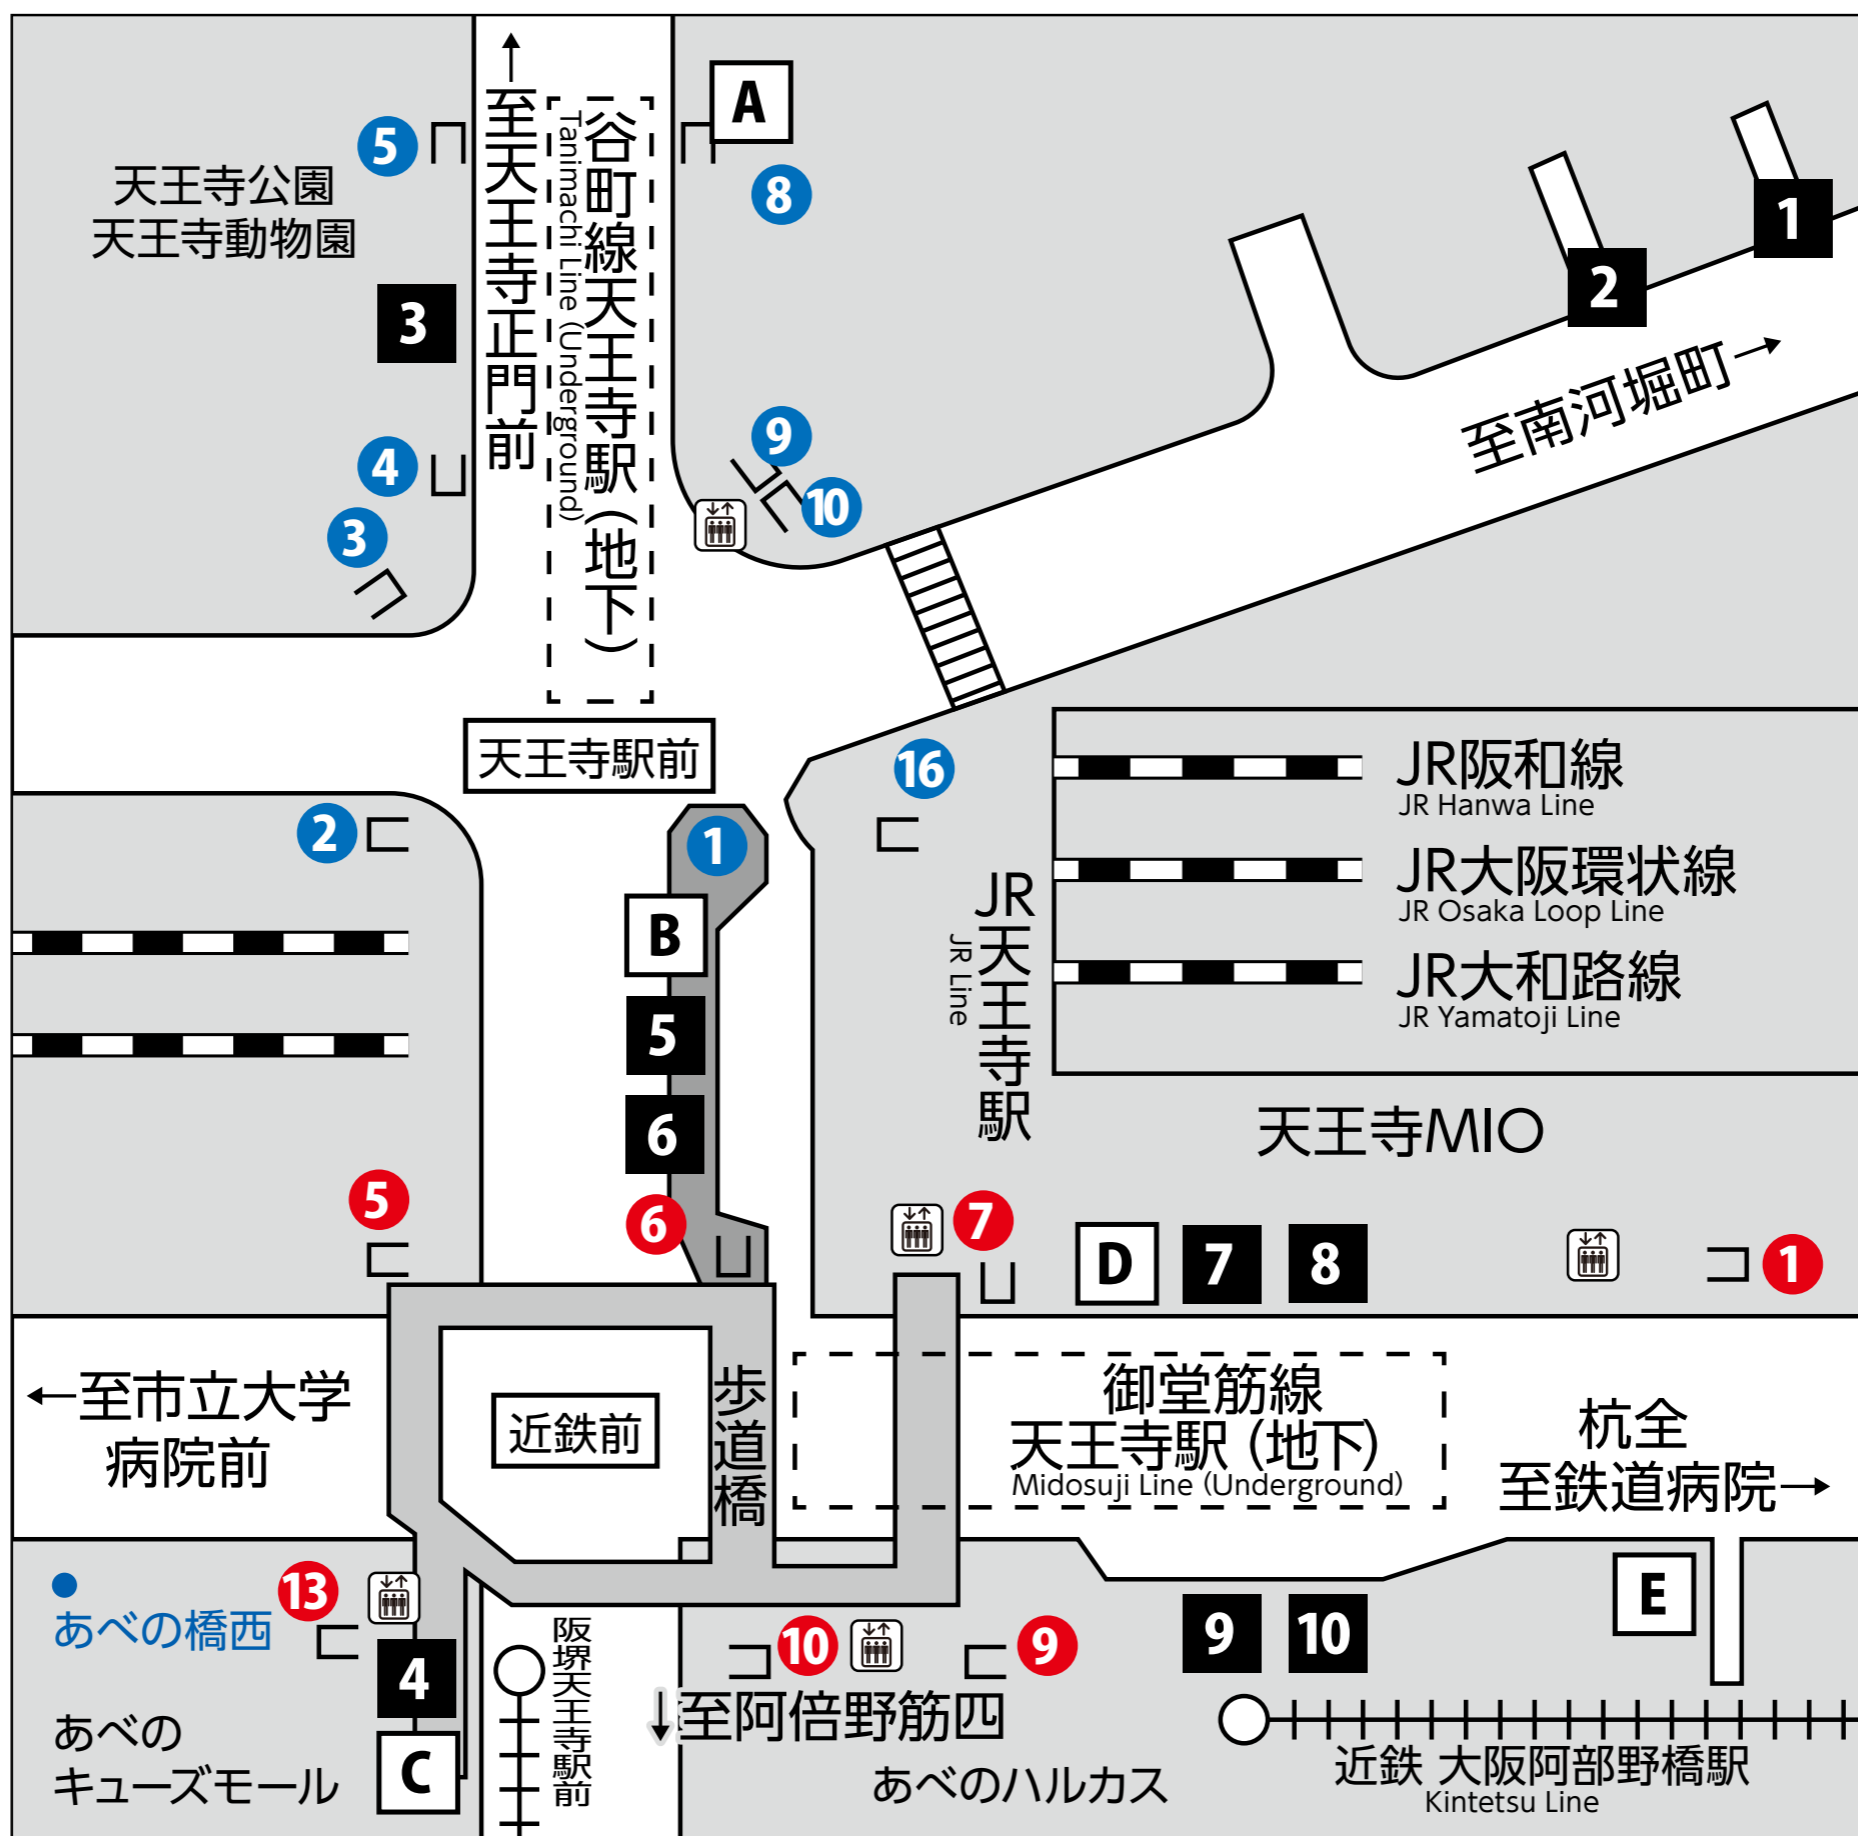 至天王寺正門前
谷町線天王寺駅（地下）
Tanimachi Line (Underground)
A
5
8
天王寺公園
天王寺動物園
3
1
2
至南河堀町
9
10
4
3
天王寺駅前
16
JR阪和線
JR Hanwa Line
JR大阪環状線
JR Osaka Loop Line
JR大和路線
JR Yamatoji Line
2
1
B
5
6
JR天王寺駅
JR Line
天王寺MIO
5
6
7
D
7
8
1
至市立大学
病院前
近鉄前
歩道橋
御堂筋線
天王寺駅（地下）
Midosuji Line (Underground)
杭全
至鉄道病院
あべの橋西
13
4
C
あべの
キューズモール
阪堺天王寺駅前
10
9
至阿倍野筋四
あべのハルカス
9
10
E
近鉄 大阪阿部野橋駅
Kintetsu Line